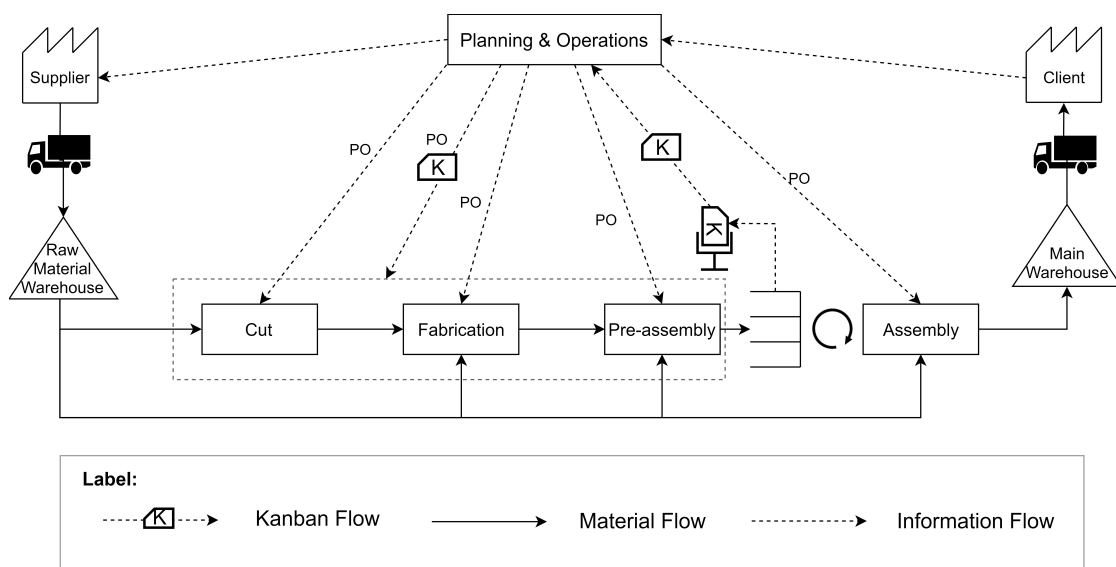 Planning & Operations
Supplier
Client
PO
PO
K
K
PO
PO
PO
K
Raw
Material
Warehouse
Main
Warehouse
Cut
Fabrication
Pre-assembly
Assembly
Label:
K
Kanban Flow
Material Flow
Information Flow